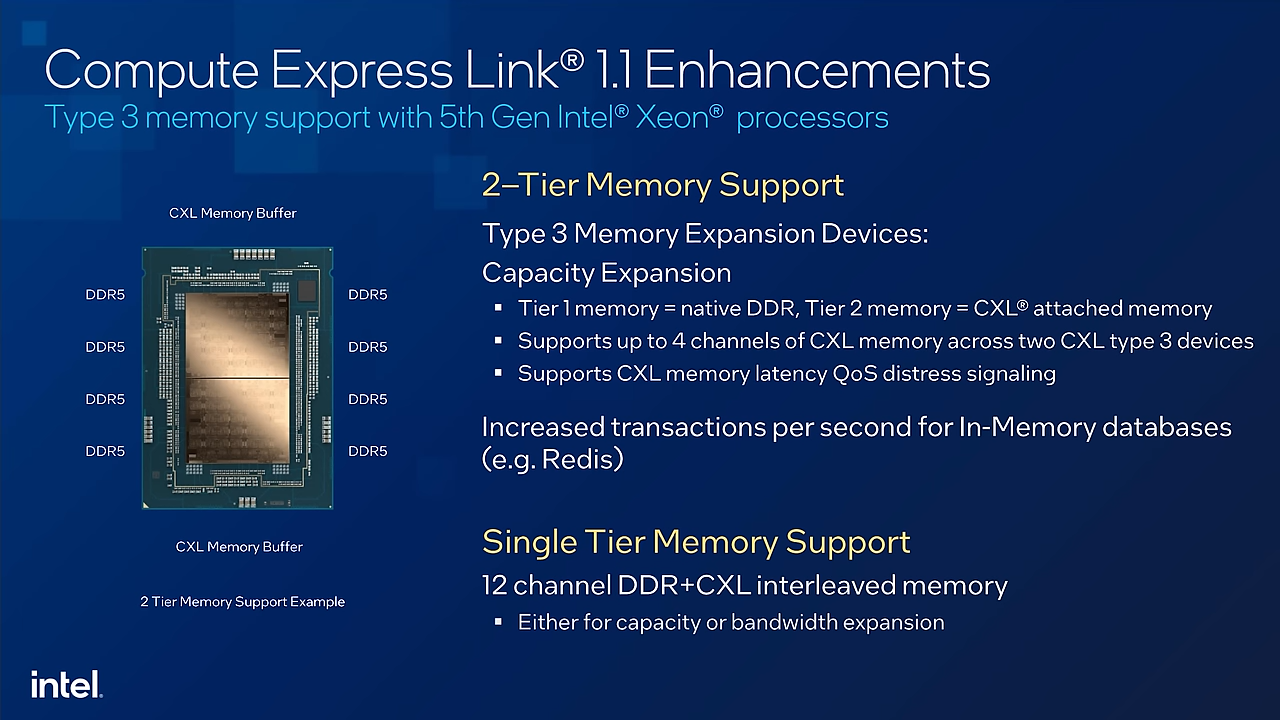 Compute Express Link® 1.1 Enhancements
Type 3 memory support with 5th Gen Intel® Xeon® processors
CXL Memory Buffer
DDR5
DDR5
DDR5
DDR5
DDR5
DDR5
DDR5
DDR5
CXL Memory Buffer
2 Tier Memory Support Example
2–Tier Memory Support
Type 3 Memory Expansion Devices:
Capacity Expansion
▪ Tier 1 memory = native DDR, Tier 2 memory = CXL® attached memory
▪ Supports up to 4 channels of CXL memory across two CXL type 3 devices
▪ Supports CXL memory latency QoS distress signaling
Increased transactions per second for In-Memory databases
(e.g. Redis)
Single Tier Memory Support
12 channel DDR+CXL interleaved memory
▪ Either for capacity or bandwidth expansion
intel.